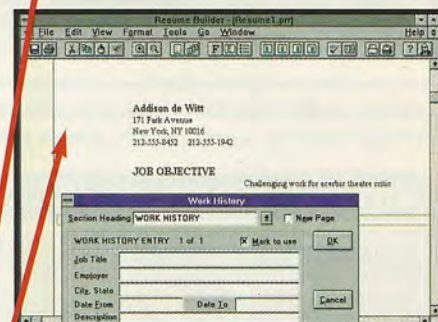 Resume Builder - [Resume1.prr]
File Edit View Format Tools Go Window Help
Addison de Witt
171 Park Avenue
New York, NY 10016
212-555-8452 212-555-1942
JOB OBJECTIVE
Challenging work for acerbic theatre critic
Work History
Section Heading WORK HISTORY New Page
WORK HISTORY ENTRY 1 of 1 Mark to use OK
Job Title
Employer
City, State
Date From Date To Cancel
Description